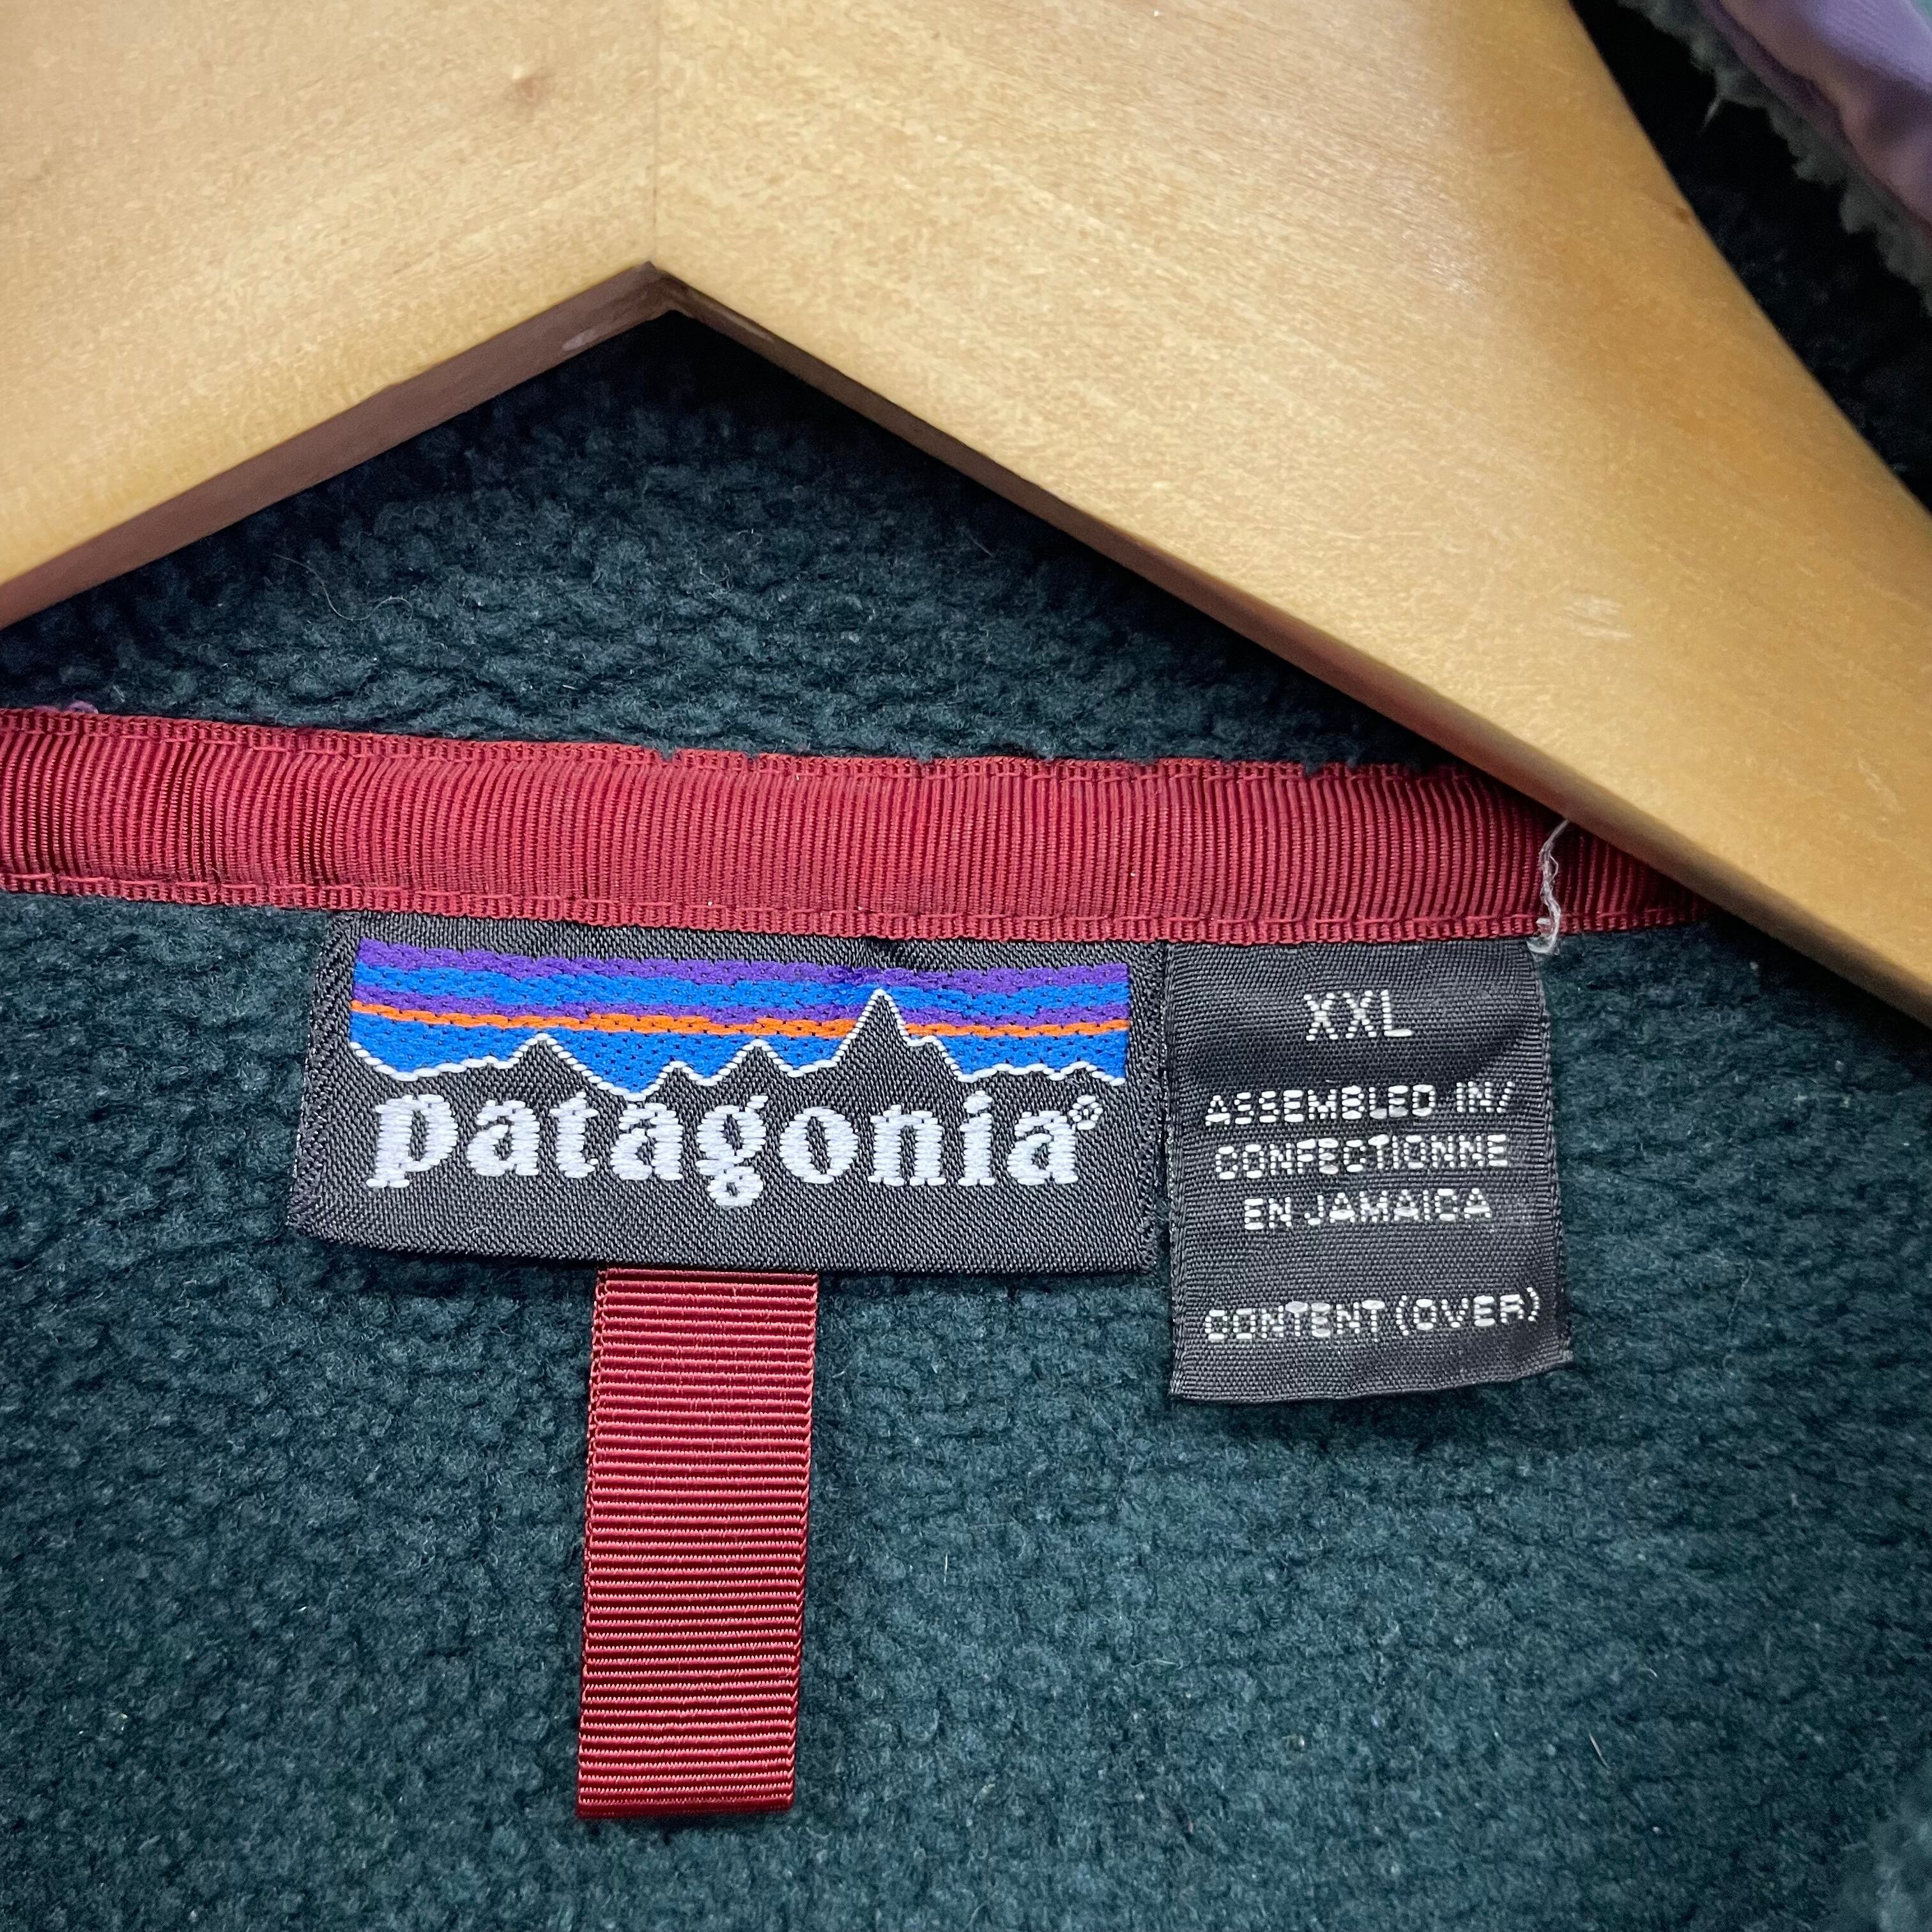 patagonia®
XXL
ASSEMBLED IN/
CONFECTIONNE
EN JAMAICA
CONTENT (OVER)